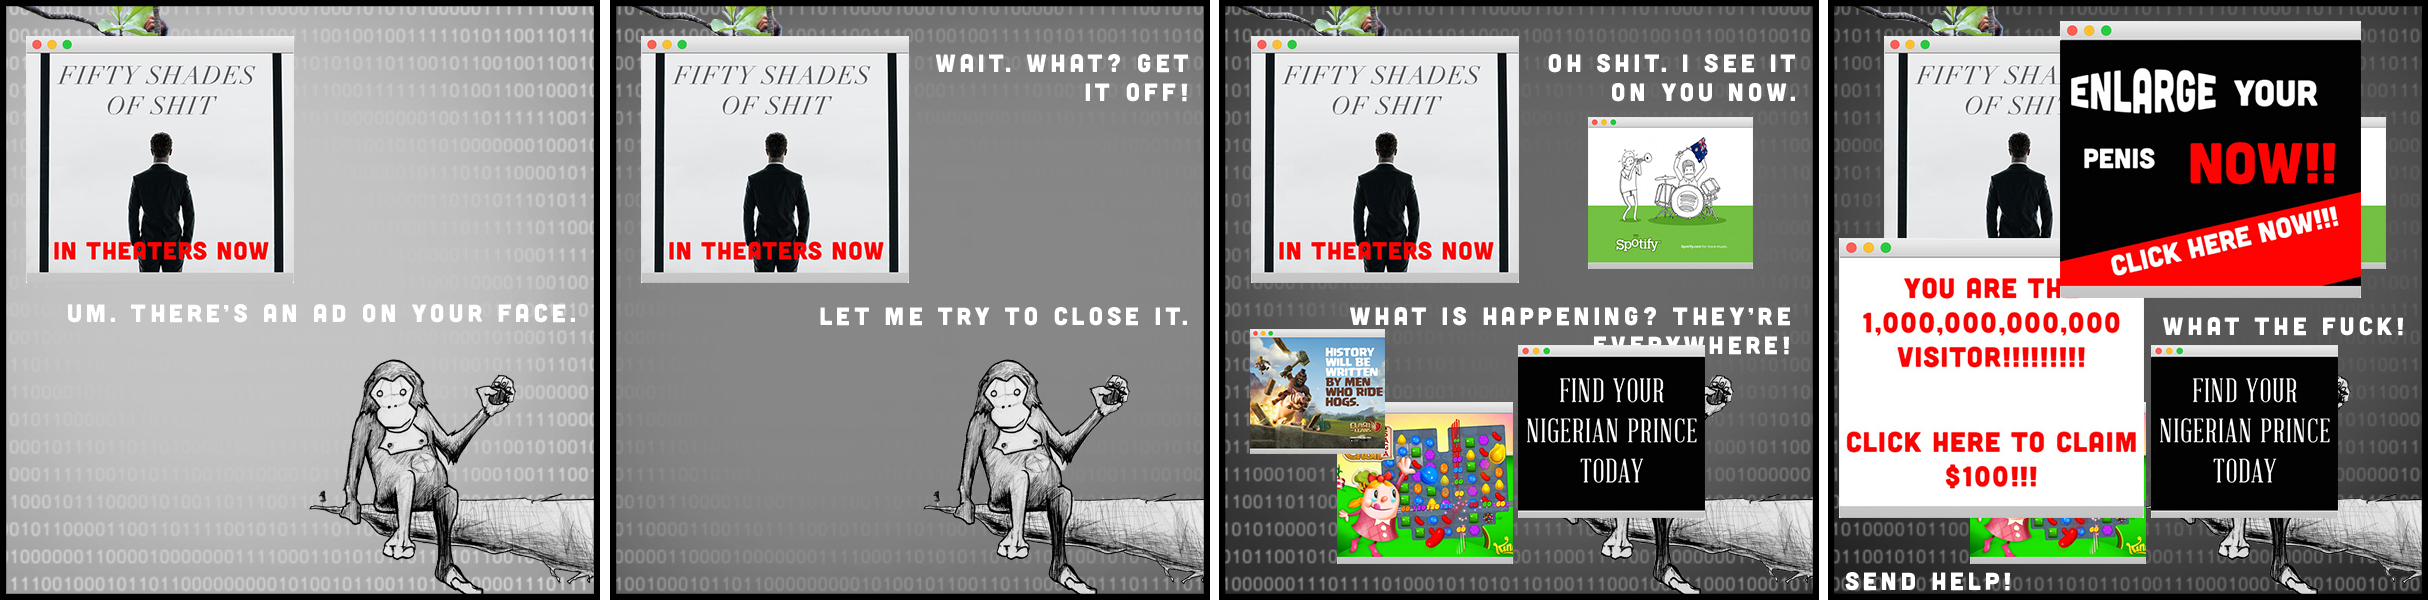 FIFTY SHADES
OF SHIT
IN THEATERS NOW
UM. THERE'S AN AD ON YOUR FACE.
FIFTY SHADES
OF SHIT
IN THEATERS NOW
WAIT. WHAT? GET
IT OFF!
LET ME TRY TO CLOSE IT.
FIFTY SHADES
OF SHIT
IN THEATERS NOW
OH SHIT. I SEE IT
ON YOU NOW.
Spotify
WHAT IS HAPPENING? THEY'RE
EVERYWHERE!
HISTORY
WILL BE
WRITTEN
BY MEN
WHO RIDE
HOGS.
FIND YOUR
NIGERIAN PRINCE
TODAY
FIFTY SHA
OF SHI
ENLARGE YOUR
PENIS NOW!!
CLICK HERE NOW!!!
YOU ARE TH
1,000,000,000,000
VISITOR!!!!!!!!!
CLICK HERE TO CLAIM
$100!!!
WHAT THE FUCK!
FIND YOUR
NIGERIAN PRINCE
TODAY
SEND HELP!